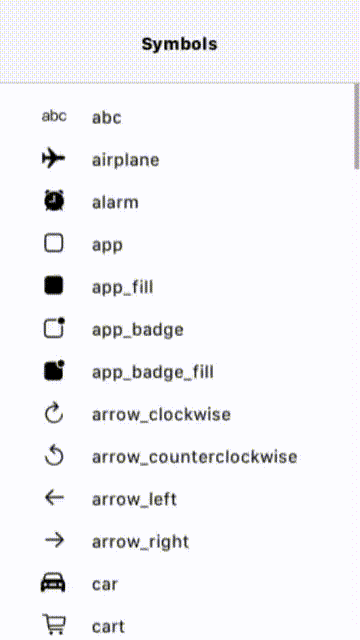 Symbols
abc abc
airplane
alarm
app
app_fill
app_badge
app_badge_fill
arrow_clockwise
arrow_counterclockwise
arrow_left
arrow_right
car
cart